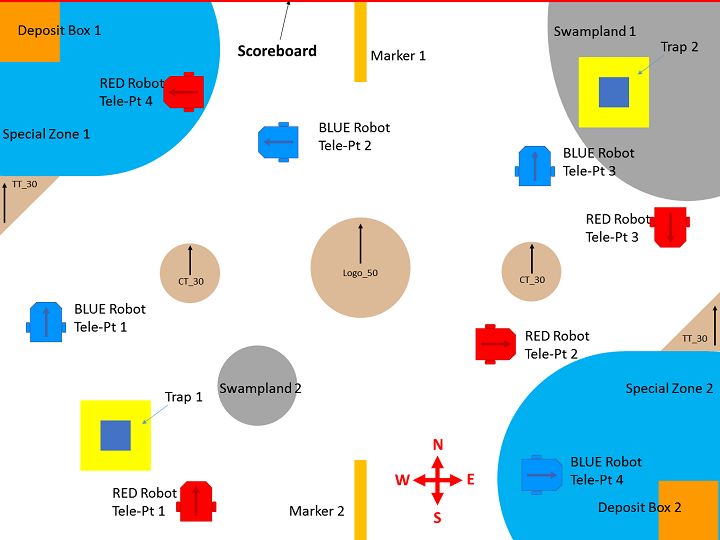 Deposit Box 1
Scoreboard
Marker 1
Swampland 1
Trap 2
RED Robot
Tele-Pt 4
Special Zone 1
BLUE Robot
Tele-Pt 2
BLUE Robot
Tele-Pt 3
TT_30
RED Robot
Tele-Pt 3
CT_30
Logo_50
CT_30
BLUE Robot
Tele-Pt 1
RED Robot
Tele-Pt 2
TT_30
Swampland 2
Special Zone 2
Trap 1
N
W
E
S
BLUE Robot
Tele-Pt 4
RED Robot
Tele-Pt 1
Marker 2
Deposit Box 2